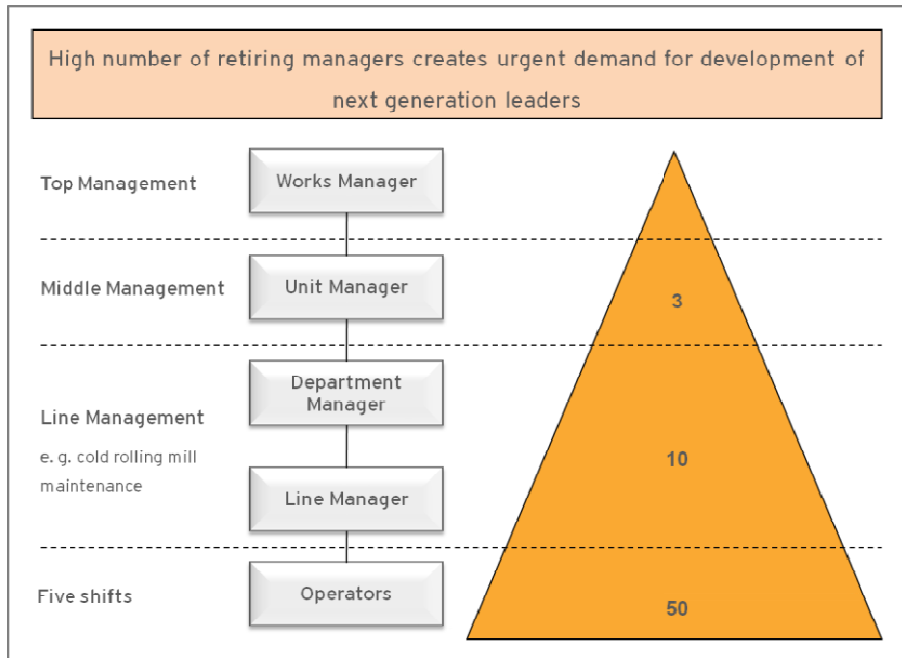 High number of retiring managers creates urgent demand for development of
next generation leaders
Top Management
Works Manager
Middle Management
Unit Manager
3
Department
Manager
Line Management
e. g. cold rolling mill
maintenance
10
Line Manager
Five shifts
Operators
50